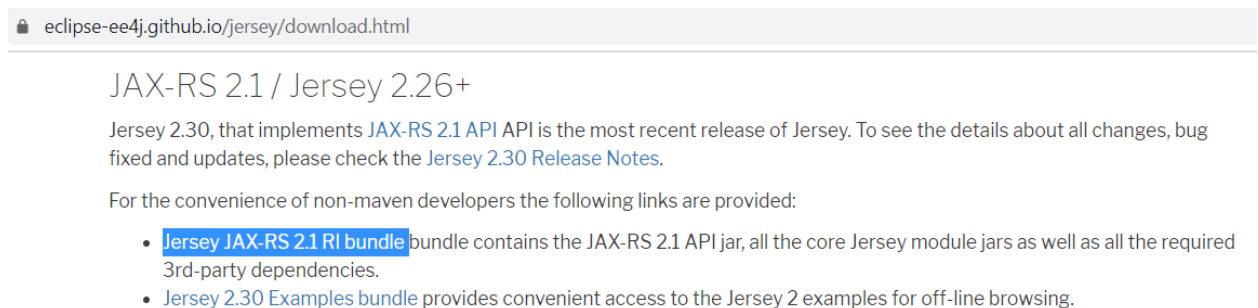 eclipse-ee4j.github.io/jersey/download.html
JAX-RS 2.1 / Jersey 2.26+
Jersey 2.30, that implements JAX-RS 2.1 API API is the most recent release of Jersey. To see the details about all changes, bug
fixed and updates, please check the Jersey 2.30 Release Notes.
For the convenience of non-maven developers the following links are provided:
• Jersey JAX-RS 2.1 RI bundle bundle contains the JAX-RS 2.1 API jar, all the core Jersey module jars as well as all the required
3rd-party dependencies.
• Jersey 2.30 Examples bundle provides convenient access to the Jersey 2 examples for off-line browsing.